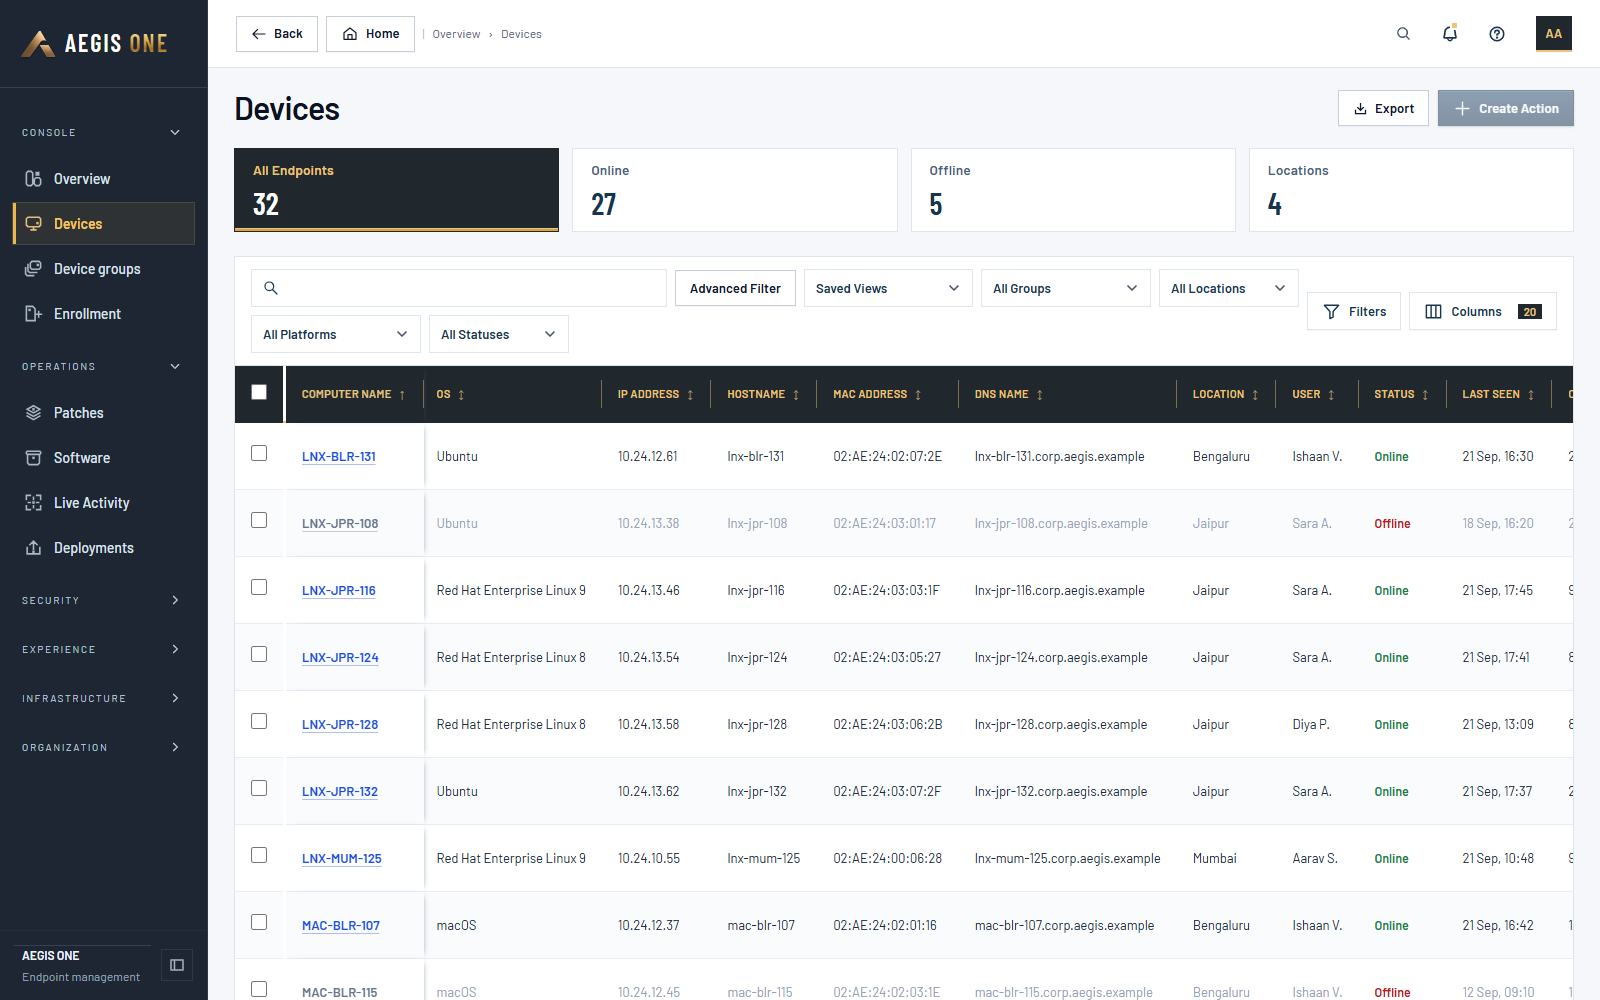 AEGIS ONE
Back
Home
Overview › Devices
AA
CONSOLE
Overview
Devices
Device groups
Enrollment
OPERATIONS
Patches
Software
Live Activity
Deployments
SECURITY
EXPERIENCE
INFRASTRUCTURE
ORGANIZATION
AEGIS ONE
Endpoint management
Devices
Export
Create Action
All Endpoints
32
Online
27
Offline
5
Locations
4
Advanced Filter
Saved Views
All Groups
All Locations
All Platforms
All Statuses
Filters
Columns 20
COMPUTER NAME ↑ OS ↕ IP ADDRESS ↕ HOSTNAME ↕ MAC ADDRESS ↕ DNS NAME ↕ LOCATION ↕ USER ↕ STATUS ↕ LAST SEEN ↕
LNX-BLR-131 Ubuntu 10.24.12.61 lnx-blr-131 02:AE:24:02:07:2E lnx-blr-131.corp.aegis.example Bengaluru Ishaan V. Online 21 Sep, 16:30
LNX-JPR-108 Ubuntu 10.24.13.38 lnx-jpr-108 02:AE:24:03:01:17 lnx-jpr-108.corp.aegis.example Jaipur Sara A. Offline 18 Sep, 16:20
LNX-JPR-116 Red Hat Enterprise Linux 9 10.24.13.46 lnx-jpr-116 02:AE:24:03:03:1F lnx-jpr-116.corp.aegis.example Jaipur Sara A. Online 21 Sep, 17:45
LNX-JPR-124 Red Hat Enterprise Linux 8 10.24.13.54 lnx-jpr-124 02:AE:24:03:05:27 lnx-jpr-124.corp.aegis.example Jaipur Sara A. Online 21 Sep, 17:41
LNX-JPR-128 Red Hat Enterprise Linux 8 10.24.13.58 lnx-jpr-128 02:AE:24:03:06:2B lnx-jpr-128.corp.aegis.example Jaipur Diya P. Online 21 Sep, 13:09
LNX-JPR-132 Ubuntu 10.24.13.62 lnx-jpr-132 02:AE:24:03:07:2F lnx-jpr-132.corp.aegis.example Jaipur Sara A. Online 21 Sep, 17:37
LNX-MUM-125 Red Hat Enterprise Linux 9 10.24.10.55 lnx-mum-125 02:AE:24:00:06:28 lnx-mum-125.corp.aegis.example Mumbai Aarav S. Online 21 Sep, 10:48
MAC-BLR-107 macOS 10.24.12.37 mac-blr-107 02:AE:24:02:01:16 mac-blr-107.corp.aegis.example Bengaluru Ishaan V. Online 21 Sep, 16:42
MAC-BLR-115 macOS 10.24.12.45 mac-blr-115 02:AE:24:02:03:1E mac-blr-115.corp.aegis.example Bengaluru Ishaan V. Offline 12 Sep, 09:10